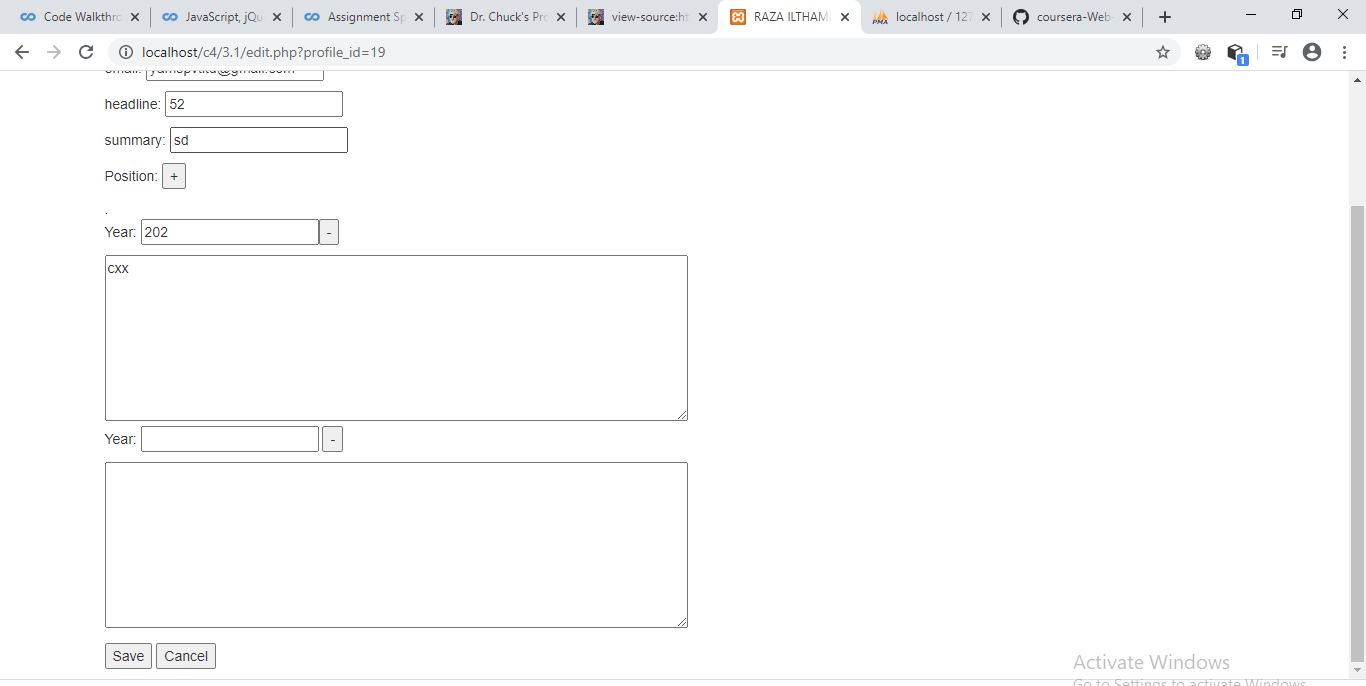 Code Walkthro
JavaScript, jQu
Assignment Sp
Dr. Chuck's Pro
view-source:ht
RAZA ILTHAM
localhost / 127
coursera-Web-
localhost/c4/3.1/edit.php?profile_id=19
1
email:
headline: 52
summary: sd
Position: +
.
Year: 202 -
cxx
Year: -
Save Cancel
Activate Windows
Go to Settings to activate Windows.